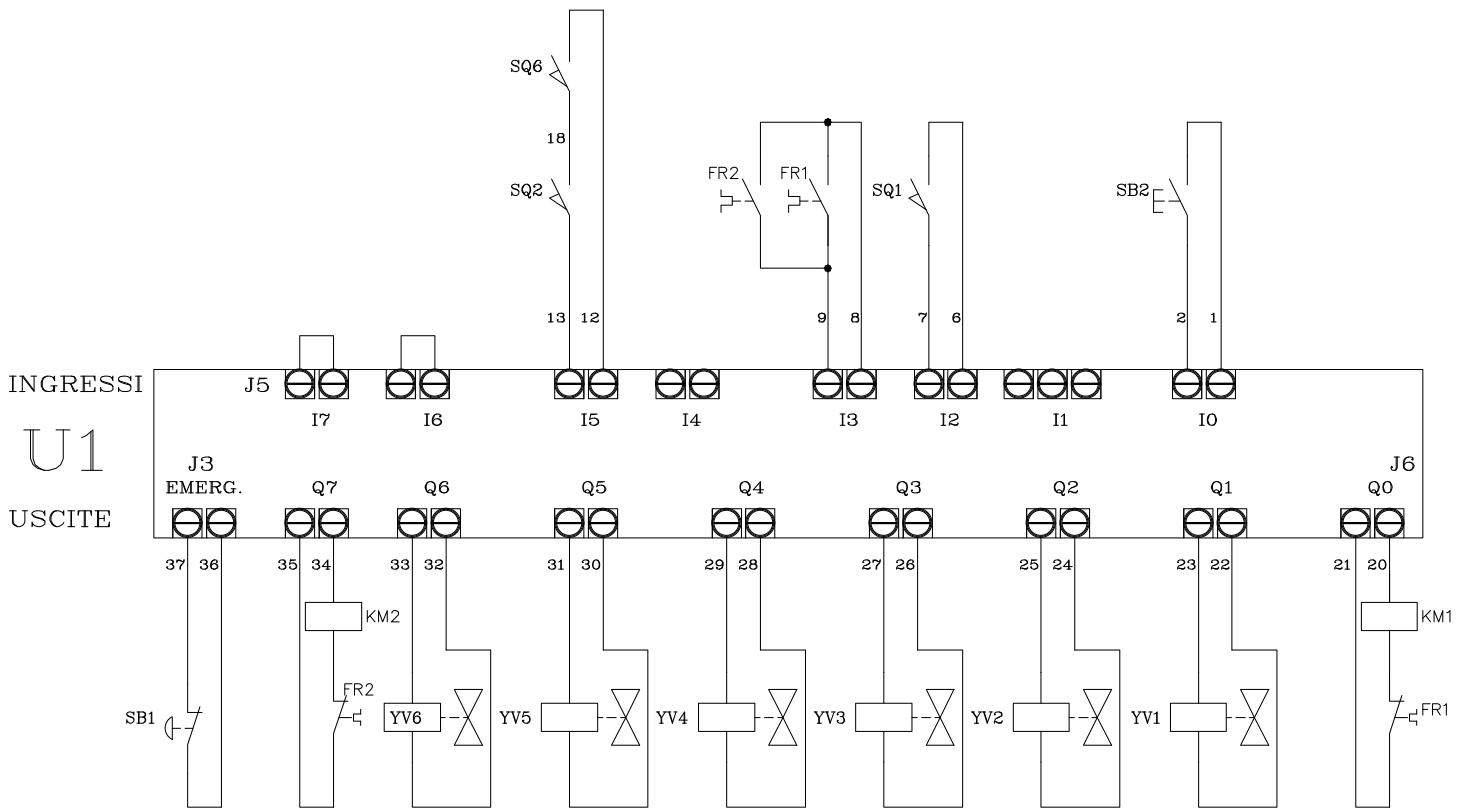 SQ6
18
FR2 FR1
SQ2 SQ1 SB2
13 12 9 8 7 6 2 1
INGRESSI J5
I7 I6 I5 I4 I3 I2 I1 I0
U1
J3 J6
EMERG. Q7 Q6 Q5 Q4 Q3 Q2 Q1 Q0
USCITE
37 36 35 34 33 32 31 30 29 28 27 26 25 24 23 22 21 20
KM2 KM1
FR2
SB1 YV6 YV5 YV4 YV3 YV2 YV1 FR1